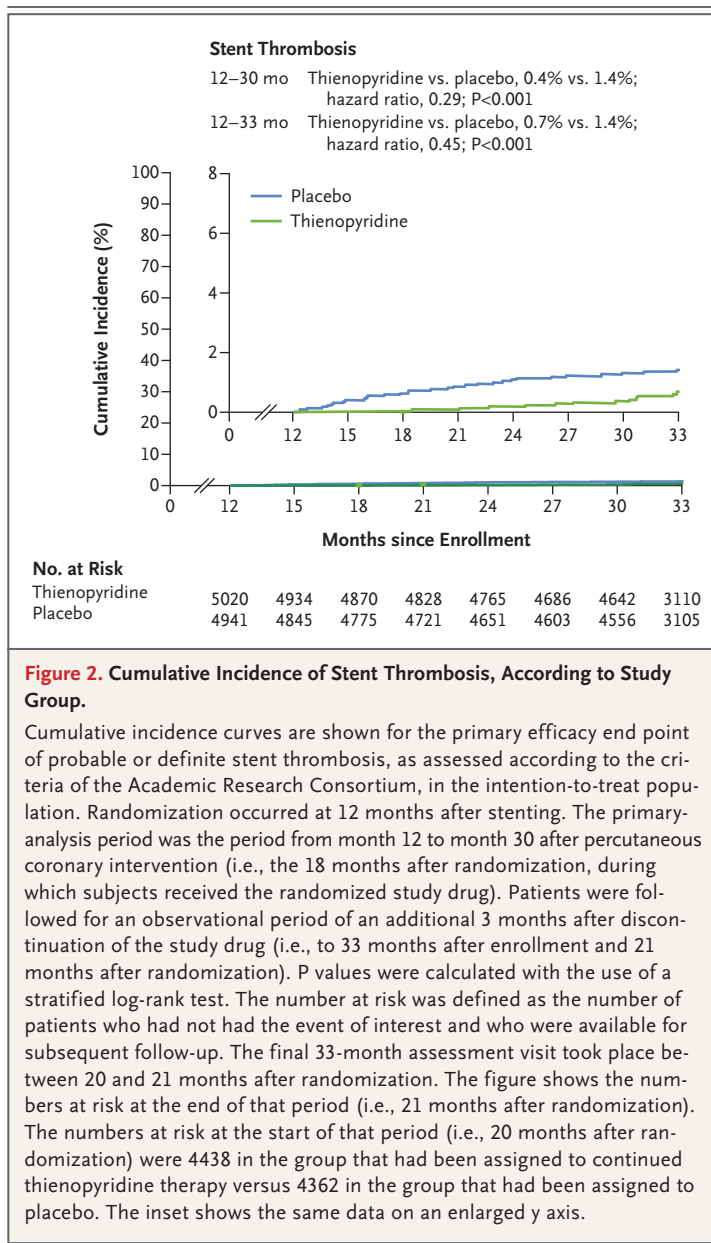 Stent Thrombosis
12–30 mo Thienopyridine vs. placebo, 0.4% vs. 1.4%;
hazard ratio, 0.29; P<0.001
12–33 mo Thienopyridine vs. placebo, 0.7% vs. 1.4%;
hazard ratio, 0.45; P<0.001
Cumulative Incidence (%)
100
90
80
70
60
50
40
30
20
10
0
8
6
4
2
0
Placebo
Thienopyridine
0 12 15 18 21 24 27 30 33
0 12 15 18 21 24 27 30 33
Months since Enrollment
No. at Risk
Thienopyridine 5020 4934 4870 4828 4765 4686 4642 3110
Placebo 4941 4845 4775 4721 4651 4603 4556 3105
Figure 2. Cumulative Incidence of Stent Thrombosis, According to Study
Group.
Cumulative incidence curves are shown for the primary efficacy end point
of probable or definite stent thrombosis, as assessed according to the cri-
teria of the Academic Research Consortium, in the intention-to-treat popu-
lation. Randomization occurred at 12 months after stenting. The primary-
analysis period was the period from month 12 to month 30 after percutaneous
coronary intervention (i.e., the 18 months after randomization, during
which subjects received the randomized study drug). Patients were fol-
lowed for an observational period of an additional 3 months after discon-
tinuation of the study drug (i.e., to 33 months after enrollment and 21
months after randomization). P values were calculated with the use of a
stratified log-rank test. The number at risk was defined as the number of
patients who had not had the event of interest and who were available for
subsequent follow-up. The final 33-month assessment visit took place be-
tween 20 and 21 months after randomization. The figure shows the num-
bers at risk at the end of that period (i.e., 21 months after randomization).
The numbers at risk at the start of that period (i.e., 20 months after ran-
domization) were 4438 in the group that had been assigned to continued
thienopyridine therapy versus 4362 in the group that had been assigned to
placebo. The inset shows the same data on an enlarged y axis.